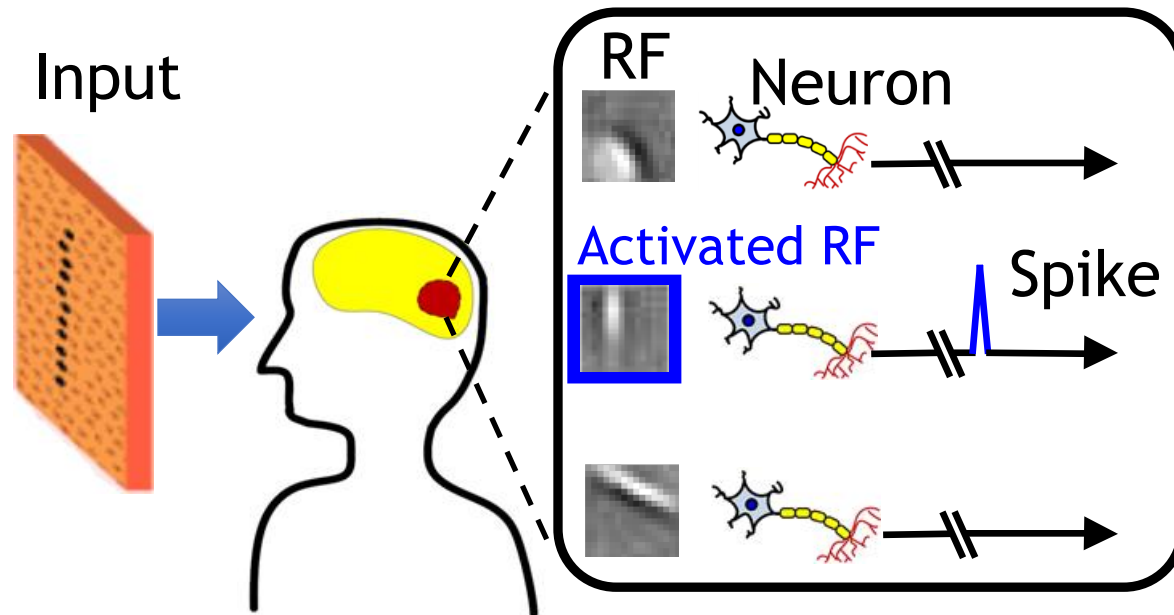 Input
RF
Neuron
Activated RF
Spike